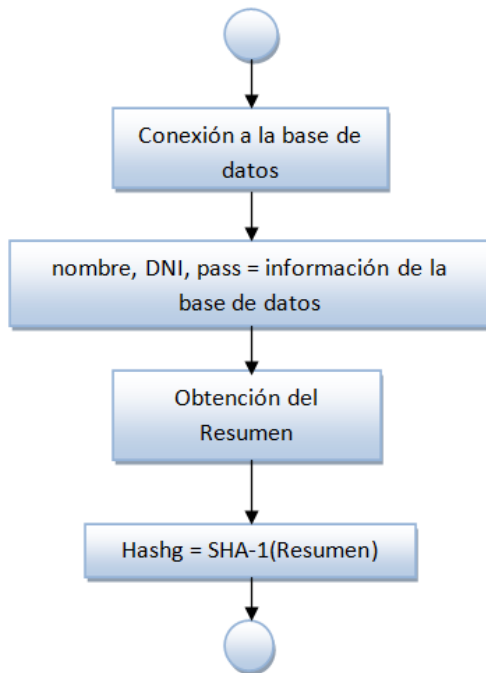 Conexión a la base de
datos
nombre, DNI, pass = información de la
base de datos
Obtención del
Resumen
Hashg = SHA-1(Resumen)